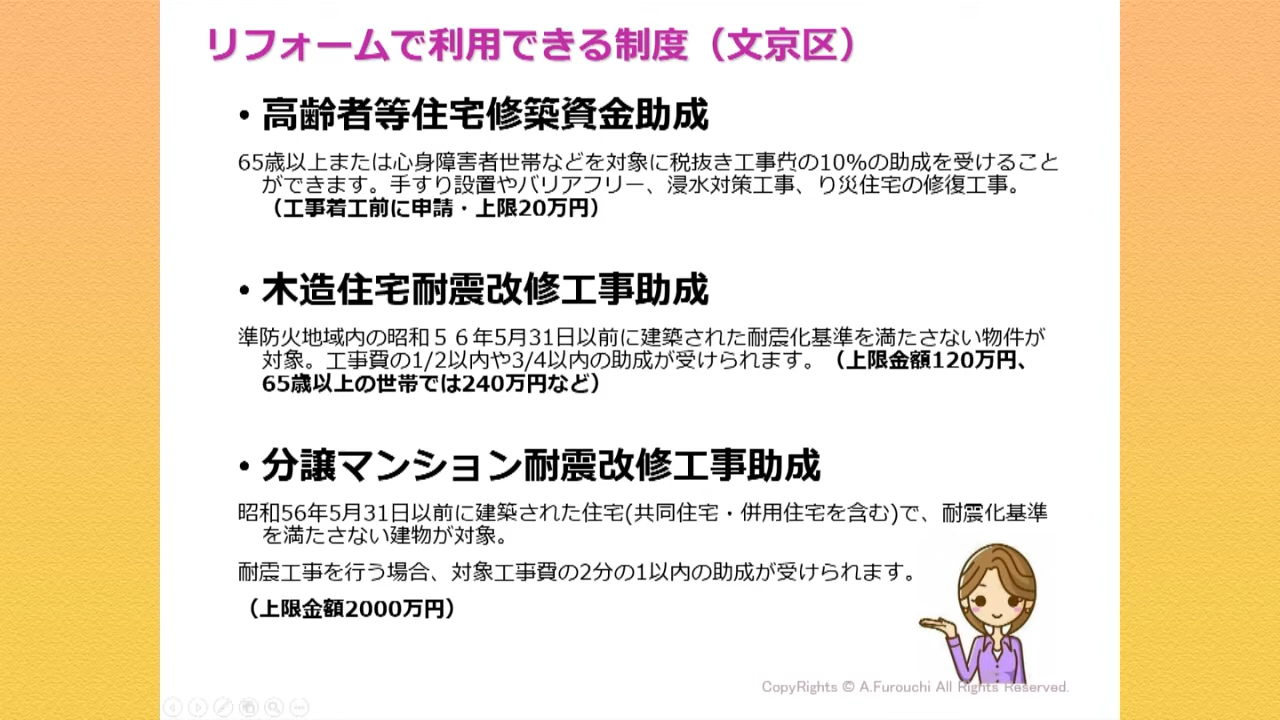 リフォームで利用できる制度（文京区）
• 高齢者等住宅修築資金助成
65歳以上または心身障害者世帯などを対象に税抜き工事費の10%の助成を受けること
ができます。手すり設置やバリアフリー、浸水対策工事、り災住宅の修復工事。
（工事着工前に申請・上限20万円）
• 木造住宅耐震改修工事助成
準防火地域内の昭和５６年5月31日以前に建築された耐震化基準を満たさない物件が
対象。工事費の1/2以内や3/4以内の助成が受けられます。（上限金額120万円、
65歳以上の世帯では240万円など）
• 分譲マンション耐震改修工事助成
昭和56年5月31日以前に建築された住宅(共同住宅・併用住宅を含む)で、耐震化基準
を満たさない建物が対象。
耐震工事を行う場合、対象工事費の2分の1以内の助成が受けられます。
（上限金額2000万円）
CopyRights © A.Furouchi All Rights Reserved.